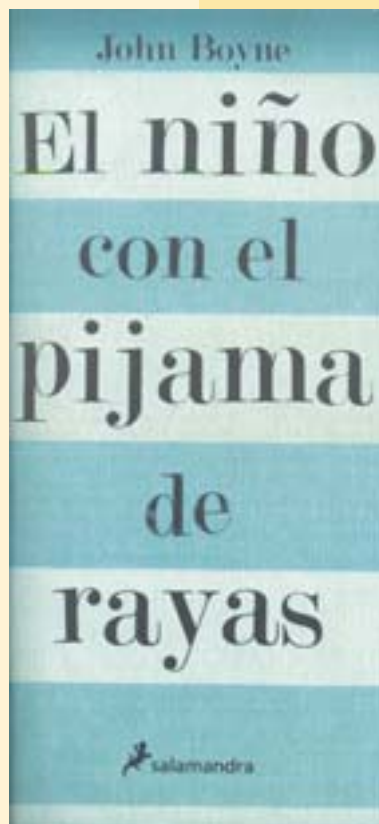 John Boyne
El niño
con el
pijama
de
rayas
salamandra